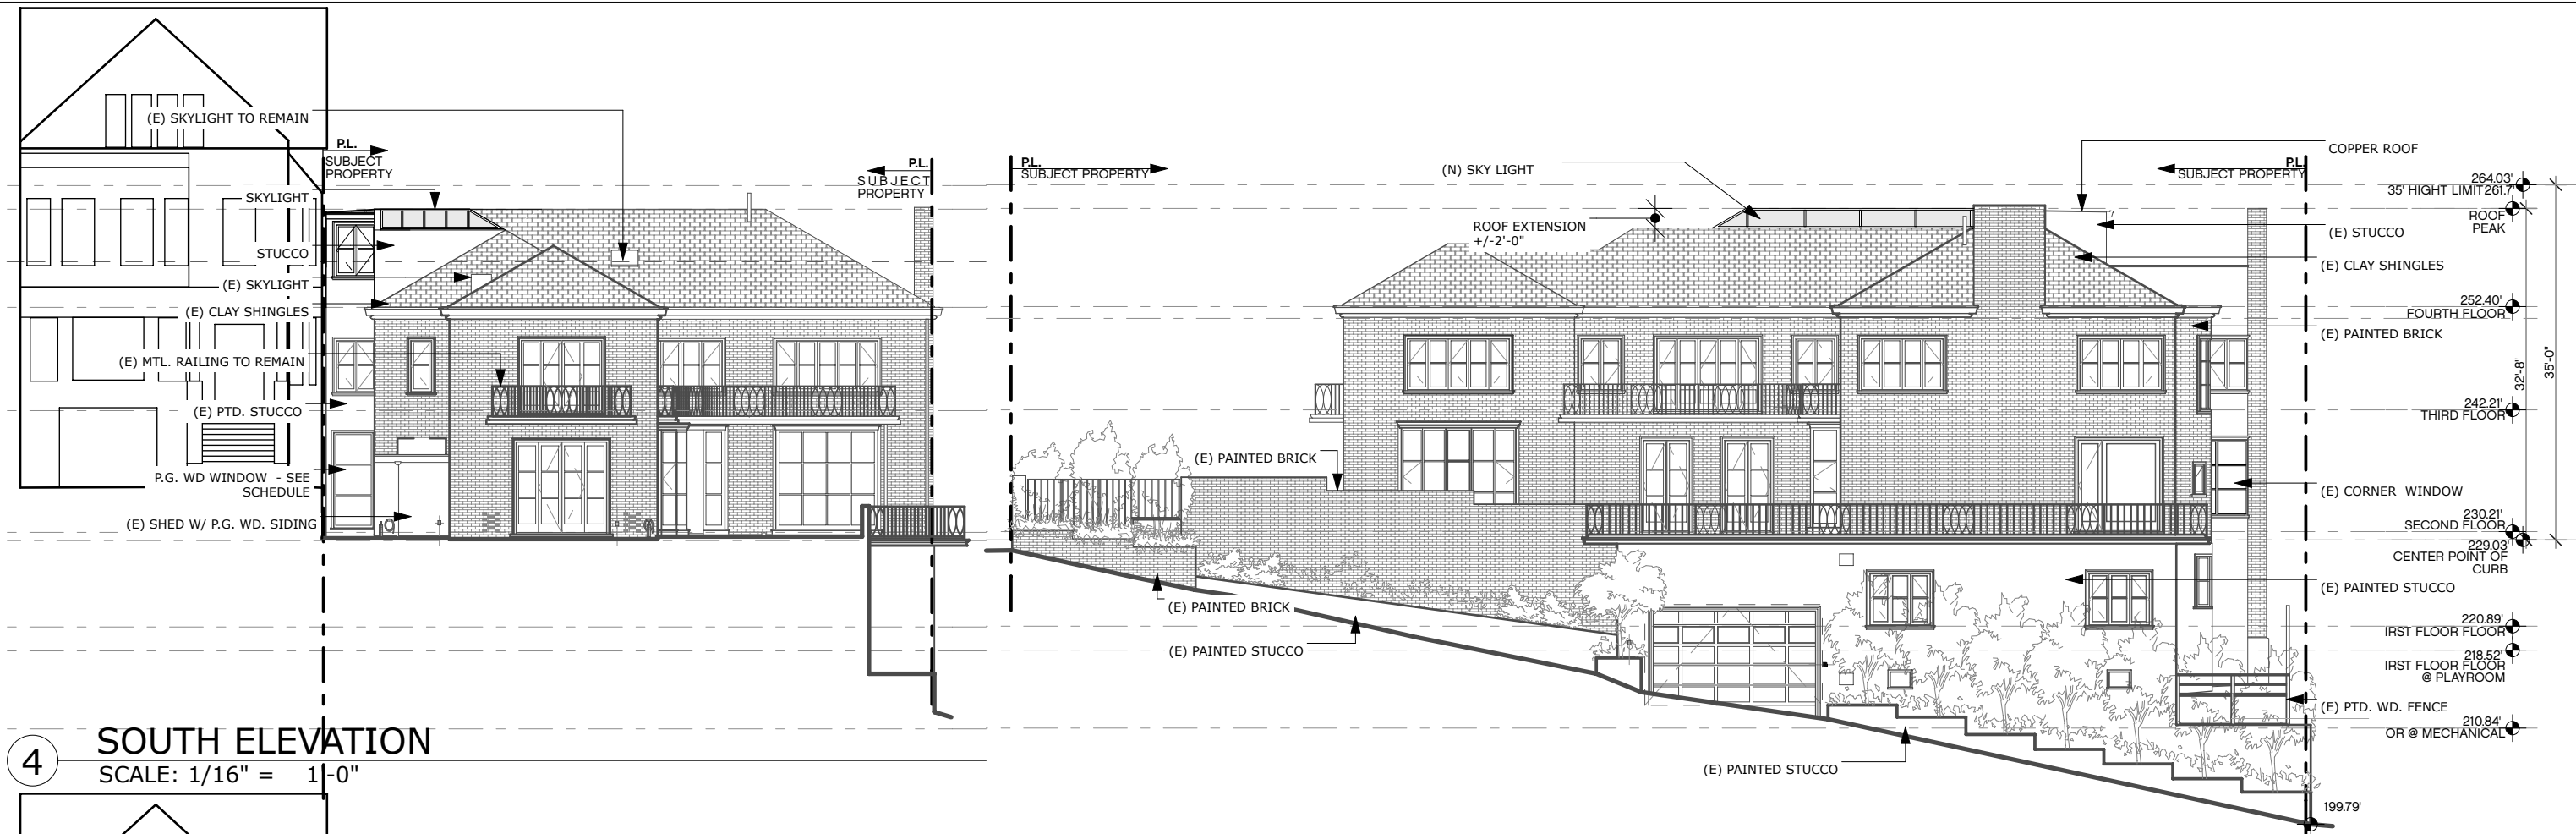 (E) SKYLIGHT TO REMAIN
P.L.
SUBJECT
PROPERTY
SKYLIGHT
STUCCO
(E) SKYLIGHT
(E) CLAY SHINGLES
(E) MTL. RAILING TO REMAIN
(E) PTD. STUCCO
P.G. WD WINDOW - SEE
SCHEDULE
(E) SHED W/ P.G. WD. SIDING
P.L.
SUBJECT
PROPERTY
4
SOUTH ELEVATION
SCALE: 1/16" = 1'-0"
P.L.
SUBJECT PROPERTY
(N) SKY LIGHT
ROOF EXTENSION
+/-2'-0"
(E) PAINTED BRICK
(E) PAINTED BRICK
(E) PAINTED STUCCO
(E) PAINTED STUCCO
P.L.
SUBJECT PROPERTY
COPPER ROOF
(E) STUCCO
(E) CLAY SHINGLES
(E) PAINTED BRICK
(E) CORNER WINDOW
(E) PAINTED STUCCO
(E) PTD. WD. FENCE
264.03'
35' HIGHT LIMIT261.7'
ROOF
PEAK
252.40'
FOURTH FLOOR
242.21'
THIRD FLOOR
230.21'
SECOND FLOOR
229.03'
CENTER POINT OF
CURB
220.89'
IRST FLOOR FLOOR
218.52'
IRST FLOOR FLOOR
@ PLAYROOM
210.84'
OR @ MECHANICAL
199.79'
32'-8"
35'-0"